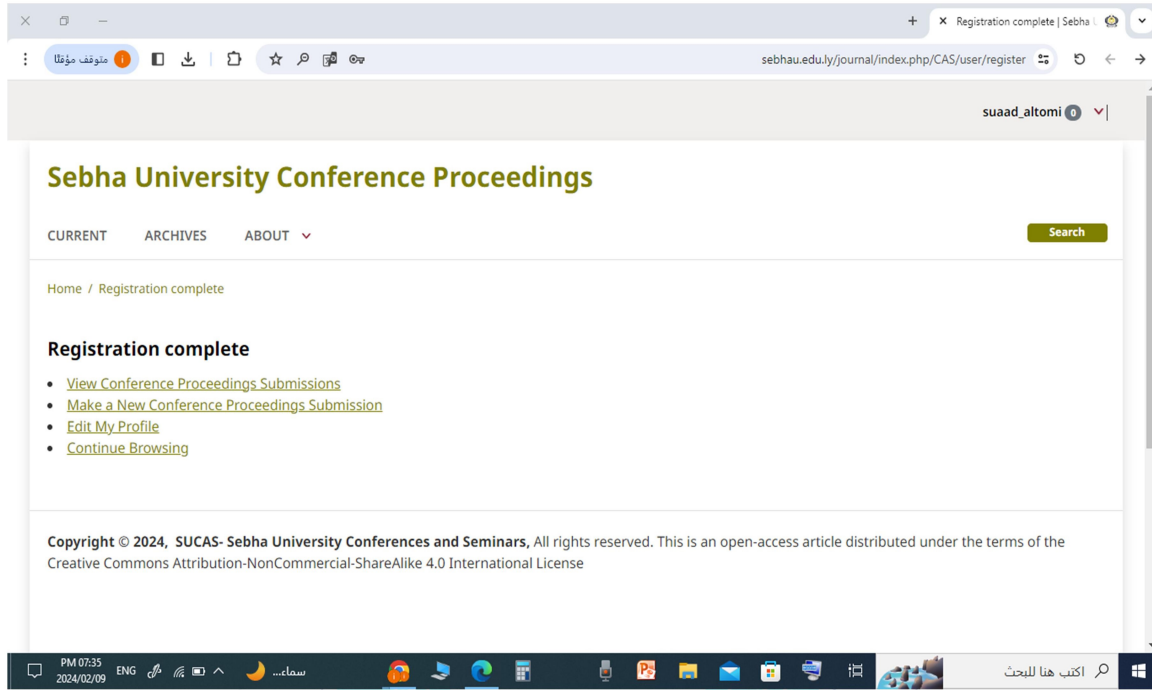 Registration complete | Sebha U
متوقف مؤقتًا
sebhau.edu.ly/journal/index.php/CAS/user/register
suaad_altomi 0
Sebha University Conference Proceedings
CURRENT ARCHIVES ABOUT
Search
Home / Registration complete
Registration complete
View Conference Proceedings Submissions
Make a New Conference Proceedings Submission
Edit My Profile
Continue Browsing
Copyright © 2024, SUCAS- Sebha University Conferences and Seminars, All rights reserved. This is an open-access article distributed under the terms of the
Creative Commons Attribution-NonCommercial-ShareAlike 4.0 International License
PM 07:35
2024/02/09
ENG
سماء...
اكتب هنا للبحث